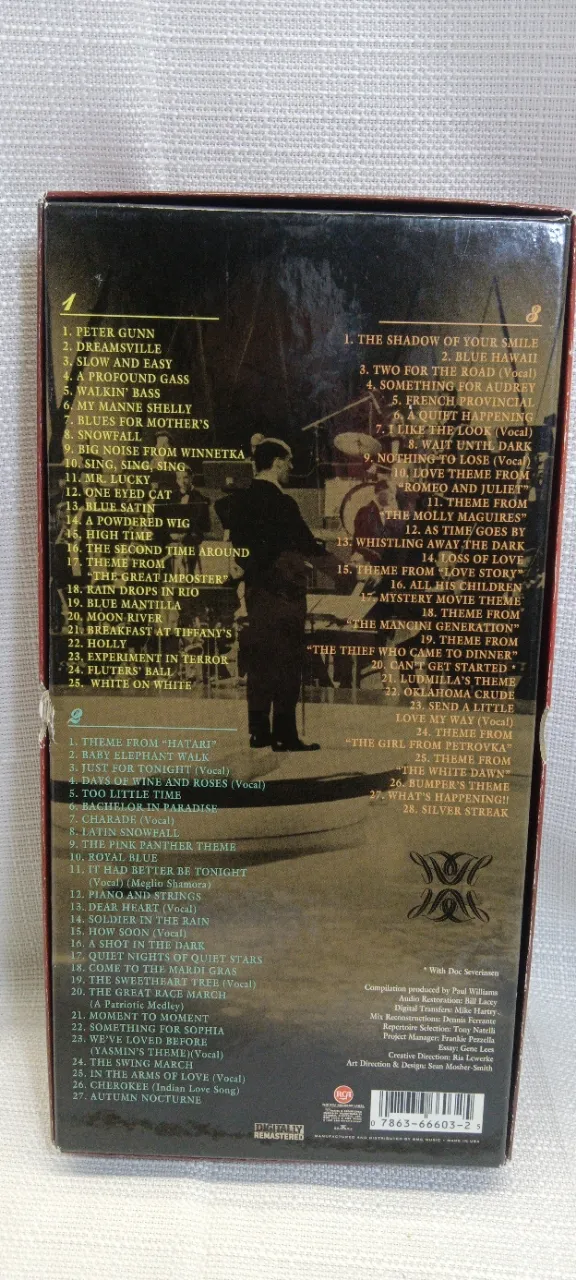 1
1. PETER GUNN
2. DREAMSVILLE
3. SLOW AND EASY
4. A PROFOUND GASS
5. WALKIN' BASS
6. MY MANNE SHELLY
7. BLUES FOR MOTHER'S
8. SNOWFALL
9. BIG NOISE FROM WINNETKA
10. SING, SING, SING
11. MR. LUCKY
12. ONE EYED CAT
13. BLUE SATIN
14. A POWDERED WIG
15. HIGH TIME
16. THE SECOND TIME AROUND
17. THEME FROM
"THE GREAT IMPOSTER"
18. RAIN DROPS IN RIO
19. BLUE MANTILLA
20. MOON RIVER
21. BREAKFAST AT TIFFANY'S
22. HOLLY
23. EXPERIMENT IN TERROR
24. FLUTERS' BALL
25. WHITE ON WHITE
2
1. THEME FROM "HATARI"
2. BABY ELEPHANT WALK
3. JUST FOR TONIGHT (Vocal)
4. DAYS OF WINE AND ROSES (Vocal)
5. TOO LITTLE TIME
6. BACHELOR IN PARADISE
7. CHARADE (Vocal)
8. LATIN SNOWFALL
9. THE PINK PANTHER THEME
10. ROYAL BLUE
11. IT HAD BETTER BE TONIGHT
(Vocal) (Meglio Shamora)
12. PIANO AND STRINGS
13. DEAR HEART (Vocal)
14. SOLDIER IN THE RAIN
15. HOW SOON (Vocal)
16. A SHOT IN THE DARK
17. QUIET NIGHTS OF QUIET STARS
18. COME TO THE MARDI GRAS
19. THE SWEETHEART TREE (Vocal)
20. THE GREAT RACE MARCH
(A Patriotic Medley)
21. MOMENT TO MOMENT
22. SOMETHING FOR SOPHIA
23. WE'VE LOVED BEFORE
(YASMIN'S THEME)(Vocal)
24. THE SWING MARCH
25. IN THE ARMS OF LOVE (Vocal)
26. CHEROKEE (Indian Love Song)
27. AUTUMN NOCTURNE
3
1. THE SHADOW OF YOUR SMILE
2. BLUE HAWAII
3. TWO FOR THE ROAD (Vocal)
4. SOMETHING FOR AUDREY
5. FRENCH PROVINCIAL
6. A QUIET HAPPENING
7. I LIKE THE LOOK (Vocal)
8. WAIT UNTIL DARK
9. NOTHING TO LOSE (Vocal)
10. LOVE THEME FROM
"ROMEO AND JULIET"
11. THEME FROM
"THE MOLLY MAGUIRES"
12. AS TIME GOES BY
13. WHISTLING AWAY THE DARK
14. LOSS OF LOVE
15. THEME FROM "LOVE STORY"
16. ALL HIS CHILDREN
17. MYSTERY MOVIE THEME
18. THEME FROM
"THE MANCINI GENERATION"
19. THEME FROM
"THE THIEF WHO CAME TO DINNER"
20. CAN'T GET STARTED *
21. LUDMILLA'S THEME
22. OKLAHOMA CRUDE
23. SEND A LITTLE
LOVE MY WAY (Vocal)
24. THEME FROM
"THE GIRL FROM PETROVKA"
25. THEME FROM
"THE WHITE DAWN"
26. BUMPER'S THEME
27. WHAT'S HAPPENING!!
28. SILVER STREAK
* With Doc Severinsen
Compilation produced by Paul Williams
Audio Restoration: Bill Lacey
Digital Transfers: Mike Hartry
Mix Reconstructions: Dennis Ferrante
Repertoire Selection: Tony Natelli
Project Manager: Frankie Pezzella
Essay: Gene Lees
Creative Direction: Ria Lewerke
Art Direction & Design: Sean Mosher-Smith
DIGITALLY
REMASTERED
RCA
0 7863-66603-2 5
MANUFACTURED AND DISTRIBUTED BY BMG MUSIC • MADE IN USA